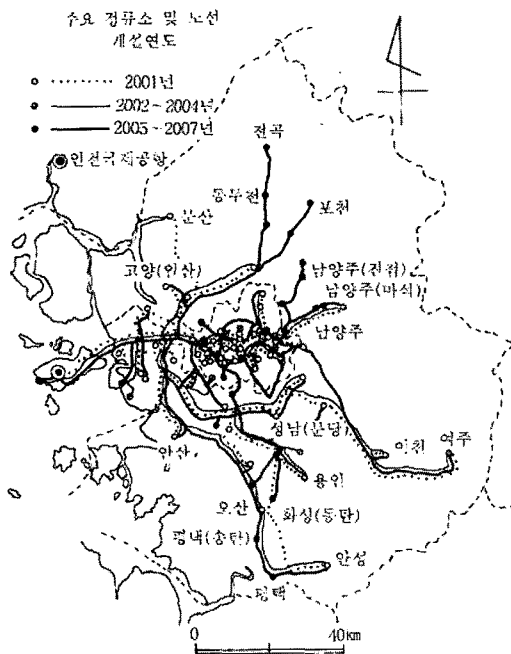 주요 정류소 및 노선
개선연도
2001년
2002~2004년
2005~2007년
인천국제공항
전곡
동두천
포천
문산
고양(일산)
남양주(진접)
남양주(마석)
남양주
성남(분당)
이천
여주
안산
용인
오산
화성(동탄)
평택(송탄)
안성
평택
0
40km